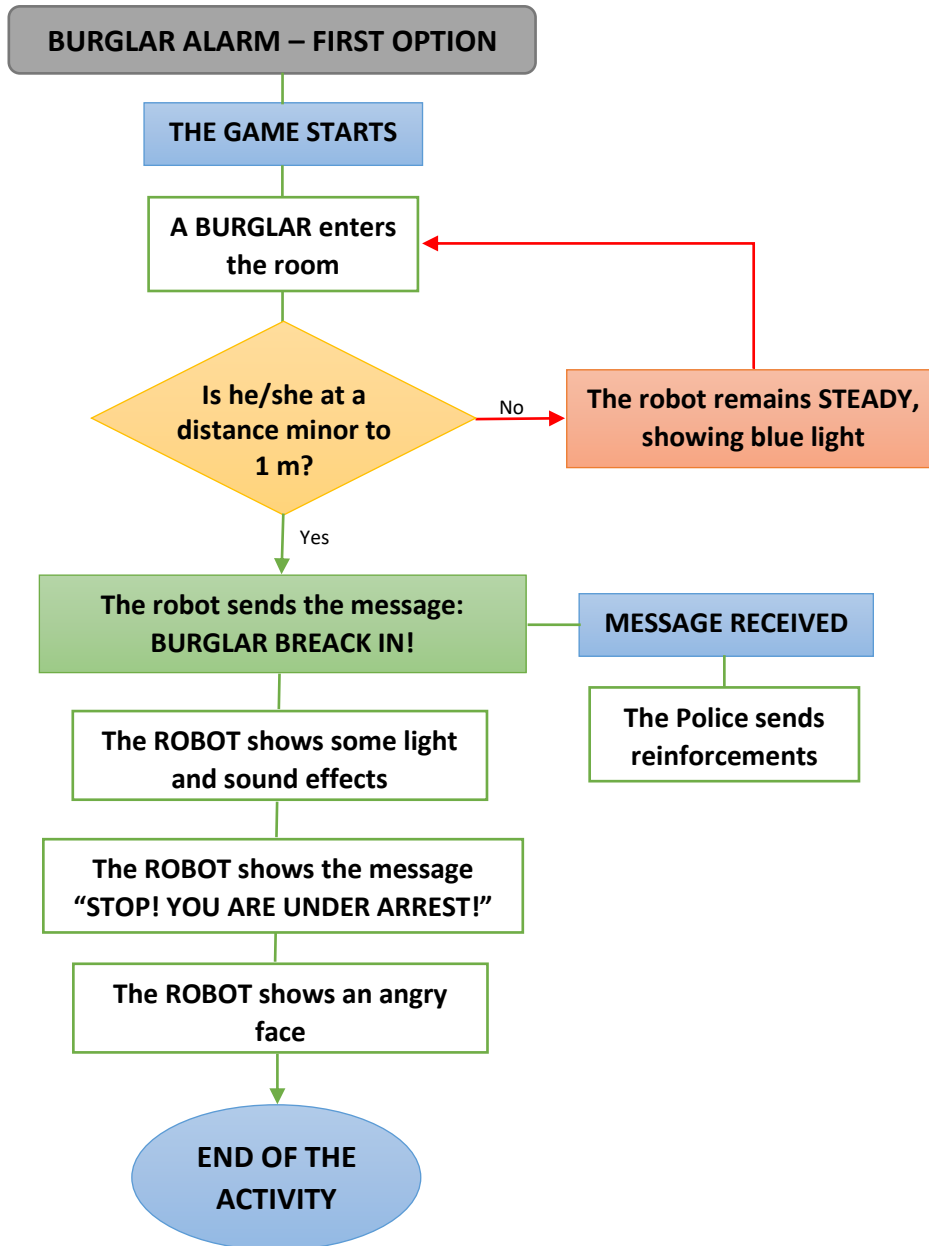 BURGLAR ALARM – FIRST OPTION
THE GAME STARTS
A BURGLAR enters
the room
Is he/she at a
distance minor to
1 m?
No
The robot remains STEADY,
showing blue light
Yes
The robot sends the message:
BURGLAR BREACK IN!
MESSAGE RECEIVED
The Police sends
reinforcements
The ROBOT shows some light
and sound effects
The ROBOT shows the message
“STOP! YOU ARE UNDER ARREST!”
The ROBOT shows an angry
face
END OF THE
ACTIVITY